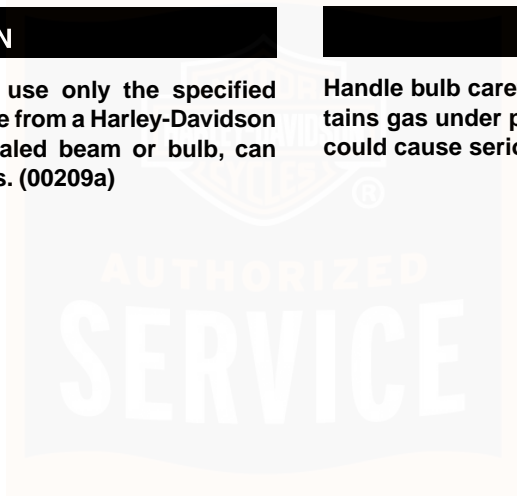 N
use only the specified
e from a Harley-Davidson
aled beam or bulb, can
s. (00209a)
Handle bulb care
tains gas under p
could cause serio
®
AUTHORIZED
SERVICE